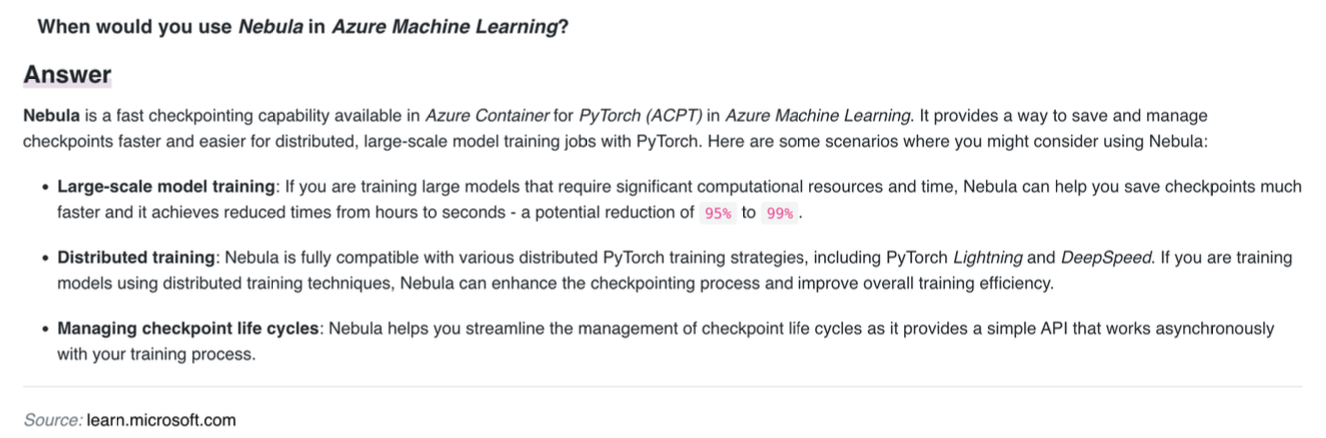 When would you use Nebula in Azure Machine Learning?
Answer
Nebula is a fast checkpointing capability available in Azure Container for PyTorch (ACPT) in Azure Machine Learning. It provides a way to save and manage
checkpoints faster and easier for distributed, large-scale model training jobs with PyTorch. Here are some scenarios where you might consider using Nebula:
• Large-scale model training: If you are training large models that require significant computational resources and time, Nebula can help you save checkpoints much
faster and it achieves reduced times from hours to seconds - a potential reduction of 95% to 99% .
• Distributed training: Nebula is fully compatible with various distributed PyTorch training strategies, including PyTorch Lightning and DeepSpeed. If you are training
models using distributed training techniques, Nebula can enhance the checkpointing process and improve overall training efficiency.
• Managing checkpoint life cycles: Nebula helps you streamline the management of checkpoint life cycles as it provides a simple API that works asynchronously
with your training process.
Source: learn.microsoft.com